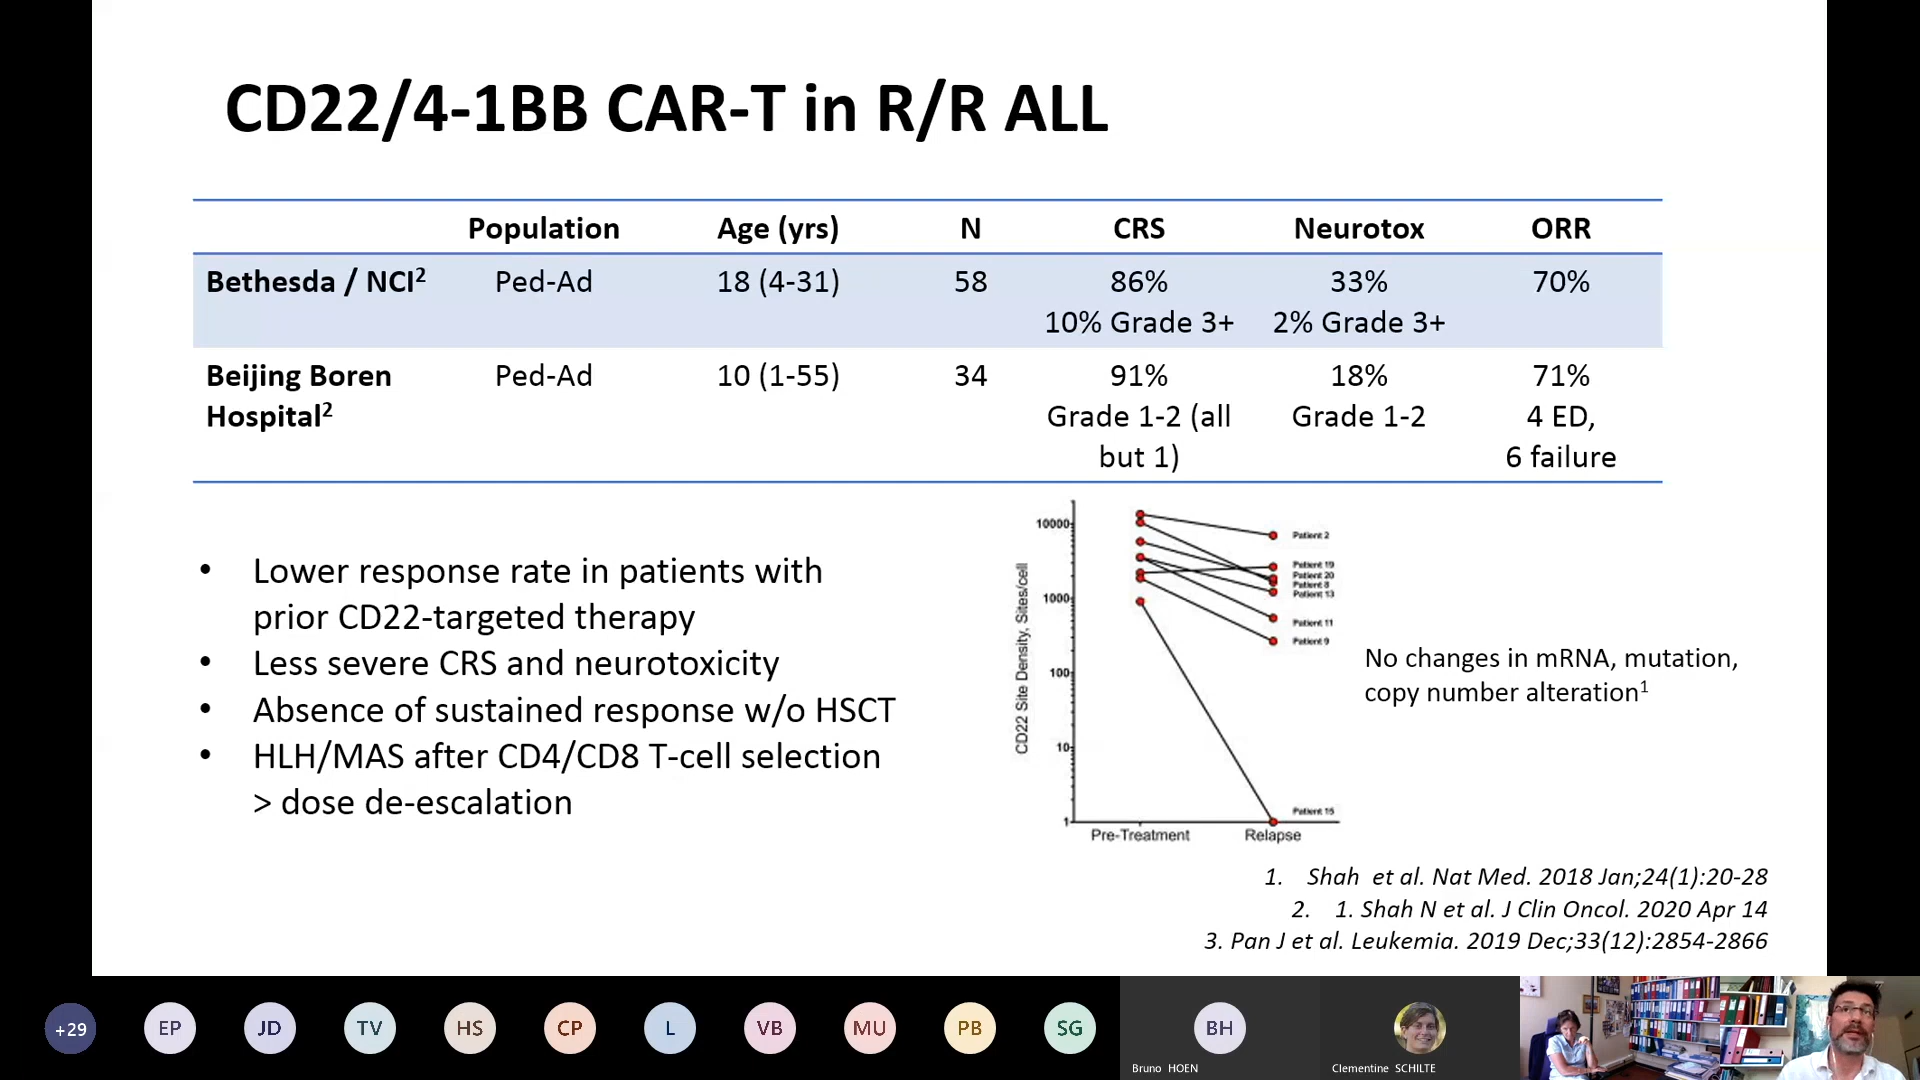 CD22/4-1BB CAR-T in R/R ALL
Population Age (yrs) N CRS Neurotox ORR
Bethesda / NCI² Ped-Ad 18 (4-31) 58 86% 33% 70%
10% Grade 3+ 2% Grade 3+
Beijing Boren Ped-Ad 10 (1-55) 34 91% 18% 71%
Hospital² Grade 1-2 (all Grade 1-2 4 ED,
but 1) 6 failure
• Lower response rate in patients with
prior CD22-targeted therapy
• Less severe CRS and neurotoxicity
• Absence of sustained response w/o HSCT
• HLH/MAS after CD4/CD8 T-cell selection
> dose de-escalation
CD22 Site Density, Sites/cell
10000
1000
100
10
1
Pre-Treatment Relapse
Patient 2
Patient 19
Patient 20
Patient 8
Patient 13
Patient 11
Patient 9
Patient 15
No changes in mRNA, mutation,
copy number alteration¹
1. Shah et al. Nat Med. 2018 Jan;24(1):20-28
2. 1. Shah N et al. J Clin Oncol. 2020 Apr 14
3. Pan J et al. Leukemia. 2019 Dec;33(12):2854-2866
+29 EP JD TV HS CP L VB MU PB SG BH
Bruno HOEN Clementine SCHILTE